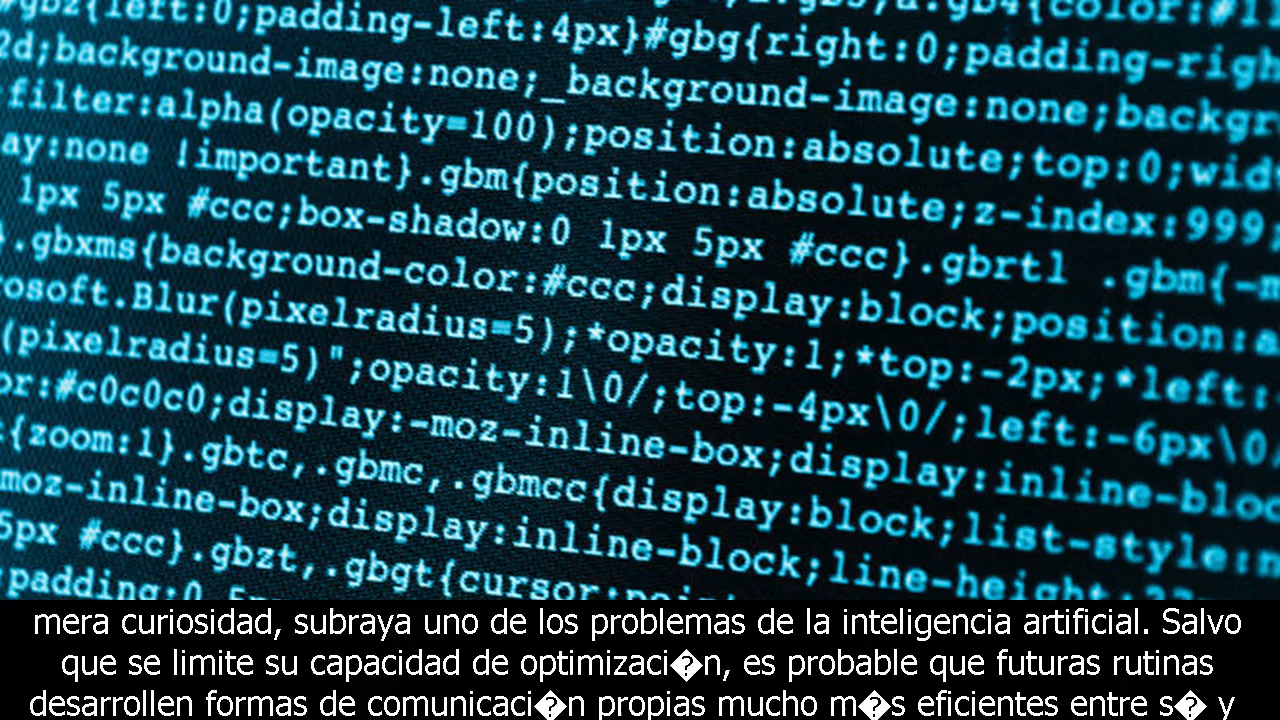 #gbz{left:0;padding-left:4px}#gbg{right:0;padding-righ
2d;background-image:none;_background-image:none;backgr
filter:alpha(opacity=100);position:absolute;top:0;wid
ay:none !important}.gbm{position:absolute;z-index:999;
1px 5px #ccc;box-shadow:0 1px 5px #ccc}.gbrtl .gbm{-m
}.gbxms{background-color:#ccc;display:block;position:a
osoft.Blur(pixelradius=5);*opacity:1;*top:-2px;*left:-
(pixelradius=5)";opacity:1\0/;top:-4px\0/;left:-6px\0/
or:#c0c0c0;display:-moz-inline-box;display:inline-bloc
{zoom:1}.gbtc,.gbmc,.gbmcc{display:block;list-style:n
moz-inline-box;display:inline-block;line-height:
5px #ccc}.gbzt,.gbgt{cursor:
;padding:0
mera curiosidad, subraya uno de los problemas de la inteligencia artificial. Salvo
que se limite su capacidad de optimizaci�n, es probable que futuras rutinas
desarrollen formas de comunicaci�n propias mucho m�s eficientes entre s� y